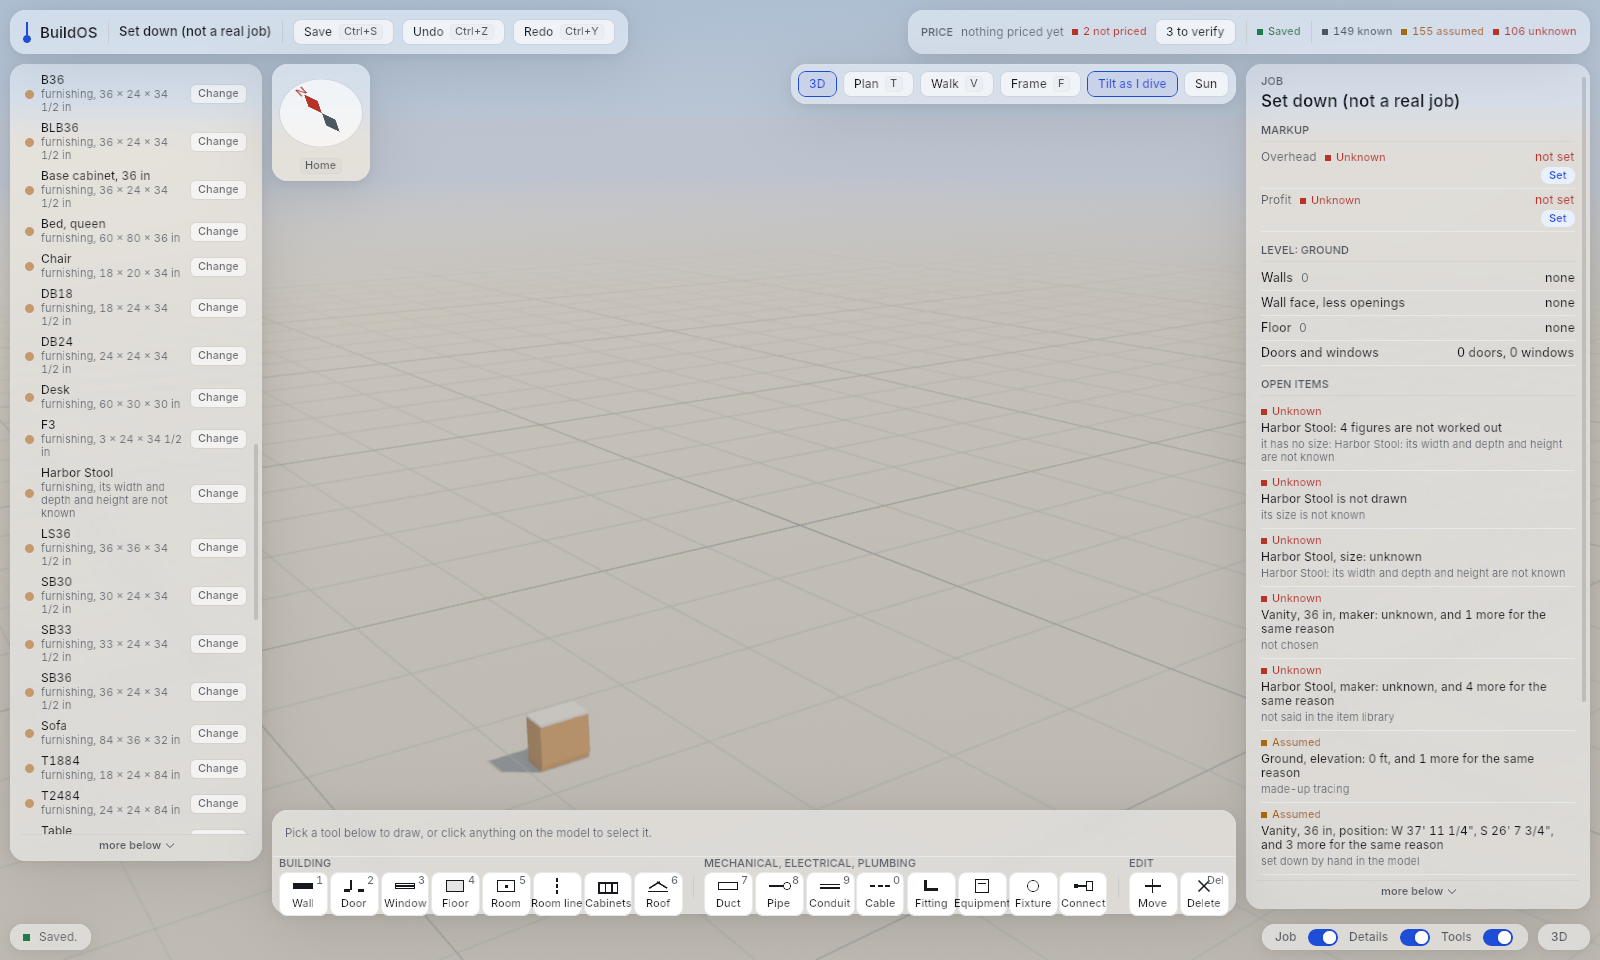 BuildOS
Set down (not a real job)
Save Ctrl+S
Undo Ctrl+Z
Redo Ctrl+Y
PRICE nothing priced yet 2 not priced
3 to verify
Saved
149 known 155 assumed 106 unknown
B36
furnishing, 36 × 24 × 34
1/2 in
Change
BLB36
furnishing, 36 × 24 × 34
1/2 in
Change
Base cabinet, 36 in
furnishing, 36 × 24 × 34
1/2 in
Change
Bed, queen
furnishing, 60 × 80 × 36 in
Change
Chair
furnishing, 18 × 20 × 34 in
Change
DB18
furnishing, 18 × 24 × 34
1/2 in
Change
DB24
furnishing, 24 × 24 × 34
1/2 in
Change
Desk
furnishing, 60 × 30 × 30 in
Change
F3
furnishing, 3 × 24 × 34 1/2
in
Change
Harbor Stool
furnishing, its width and
depth and height are not
known
Change
LS36
furnishing, 36 × 36 × 34
1/2 in
Change
SB30
furnishing, 30 × 24 × 34
1/2 in
Change
SB33
furnishing, 33 × 24 × 34
1/2 in
Change
SB36
furnishing, 36 × 24 × 34
1/2 in
Change
Sofa
furnishing, 84 × 36 × 32 in
Change
T1884
furnishing, 18 × 24 × 84 in
Change
T2484
furnishing, 24 × 24 × 84 in
Change
Table
more below
N
Home
3D
Plan T
Walk V
Frame F
Tilt as I dive
Sun
JOB
Set down (not a real job)
MARKUP
Overhead Unknown not set
Set
Profit Unknown not set
Set
LEVEL: GROUND
Walls 0 none
Wall face, less openings none
Floor 0 none
Doors and windows 0 doors, 0 windows
OPEN ITEMS
Unknown
Harbor Stool: 4 figures are not worked out
it has no size: Harbor Stool: its width and depth and height
are not known
Unknown
Harbor Stool is not drawn
its size is not known
Unknown
Harbor Stool, size: unknown
Harbor Stool: its width and depth and height are not known
Unknown
Vanity, 36 in, maker: unknown, and 1 more for the
same reason
not chosen
Unknown
Harbor Stool, maker: unknown, and 4 more for the
same reason
not said in the item library
Assumed
Ground, elevation: 0 ft, and 1 more for the same
reason
made-up tracing
Assumed
Vanity, 36 in, position: W 37' 11 1/4", S 26' 7 3/4",
and 3 more for the same reason
set down by hand in the model
more below
Pick a tool below to draw, or click anything on the model to select it.
BUILDING
1 Wall
2 Door
3 Window
4 Floor
5 Room
Room line
Cabinets
6 Roof
MECHANICAL, ELECTRICAL, PLUMBING
7 Duct
8 Pipe
9 Conduit
0 Cable
Fitting
Equipment
Fixture
Connect
EDIT
Move
Del Delete
Saved.
Job
Details
Tools
3D